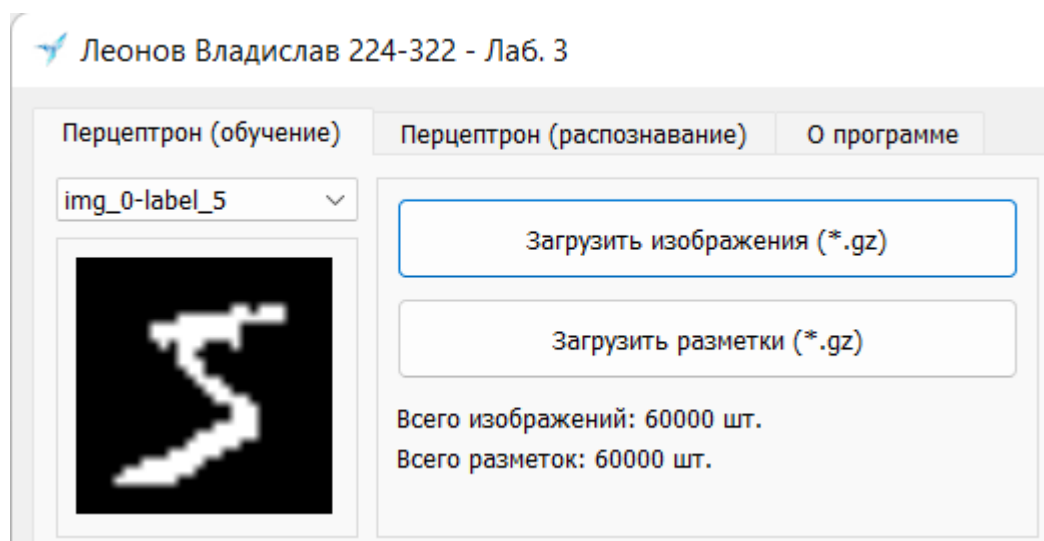 Леонов Владислав 224-322 - Лаб. 3
Перцептрон (обучение) Перцептрон (распознавание) О программе
img_0-label_5
Загрузить изображения (*.gz)
5
Загрузить разметки (*.gz)
Всего изображений: 60000 шт.
Всего разметок: 60000 шт.